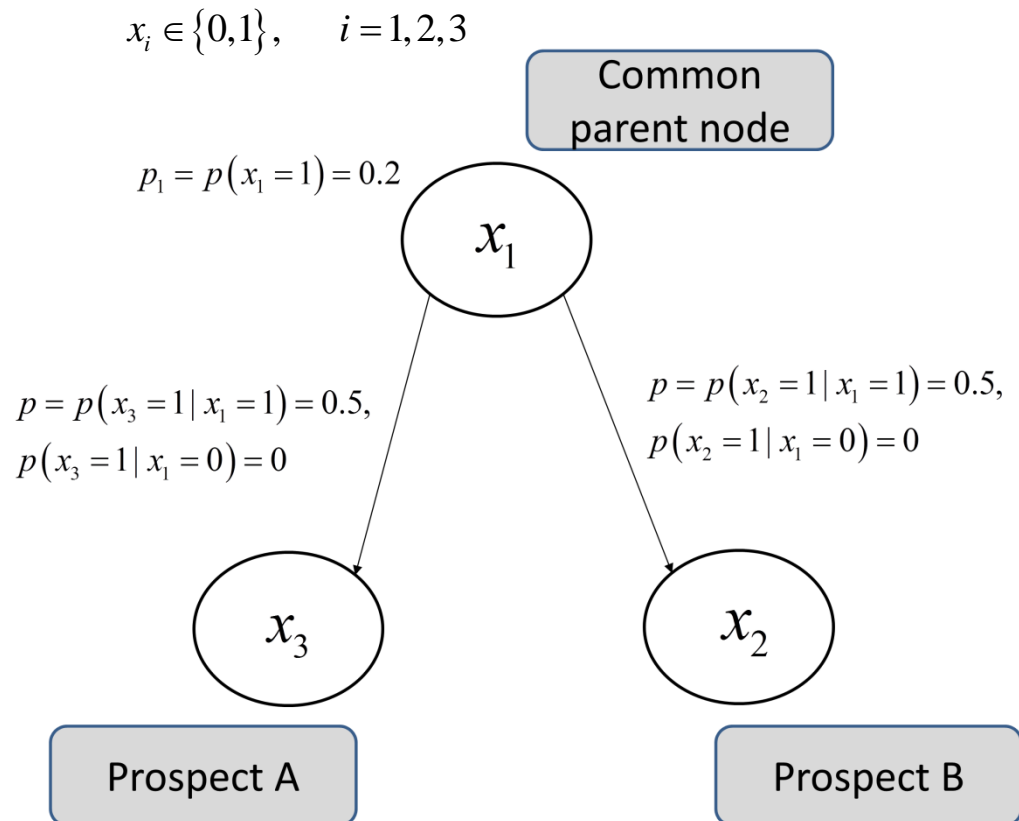 x_i ∈ {0,1},   i = 1,2,3
Common
parent node
p_1 = p(x_1 = 1) = 0.2
x_1
p = p(x_3 = 1 | x_1 = 1) = 0.5,
p(x_3 = 1 | x_1 = 0) = 0
p = p(x_2 = 1 | x_1 = 1) = 0.5,
p(x_2 = 1 | x_1 = 0) = 0
x_3
x_2
Prospect A
Prospect B